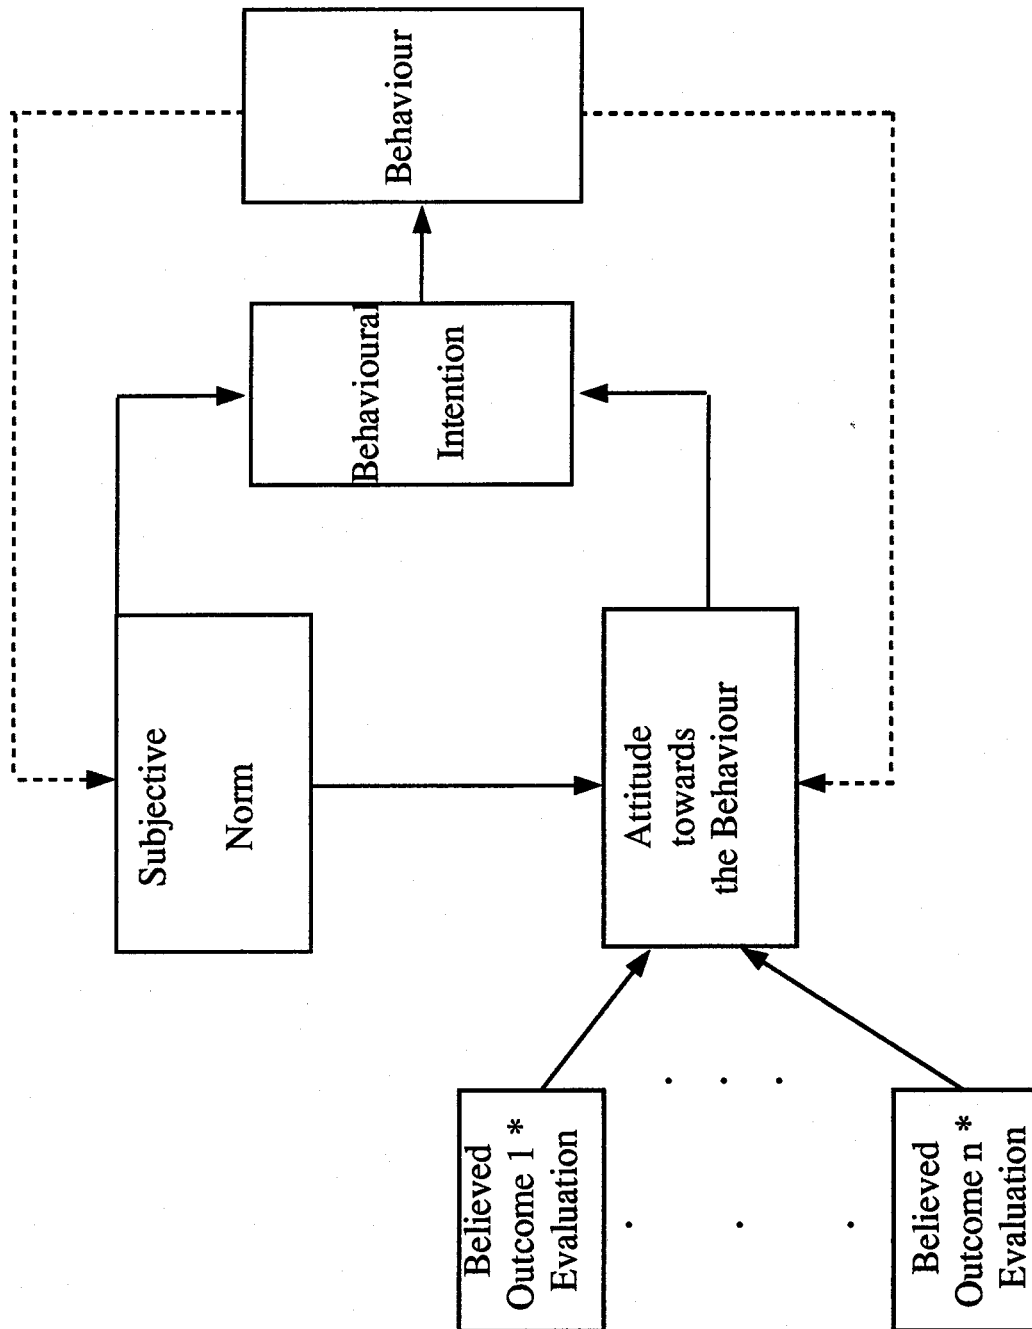 Subjective
Norm
Behavioural
Intention
Behaviour
Believed
Outcome 1 *
Evaluation
Attitude
towards
the Behaviour
Believed
Outcome n *
Evaluation